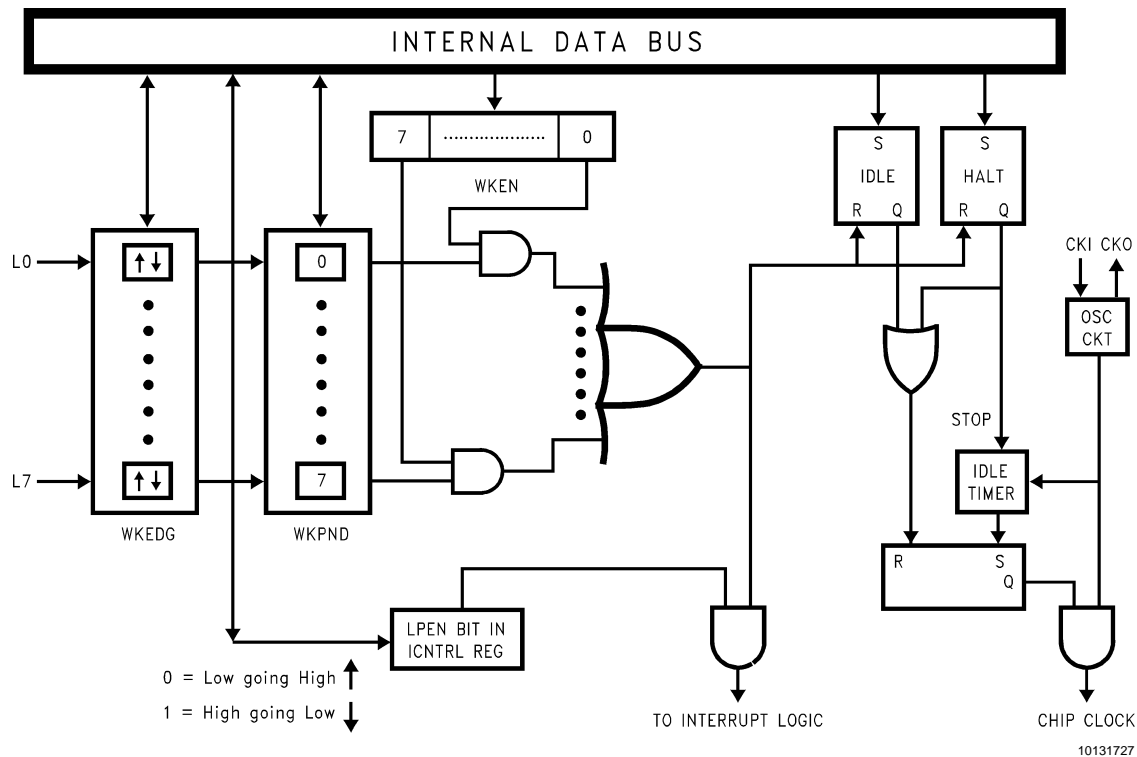 INTERNAL DATA BUS
7 0
WKEN
S
IDLE
R Q
S
HALT
R Q
CKI CKO
OSC
CKT
L0
0
L7
7
WKEDG
WKPND
STOP
IDLE
TIMER
R S
Q
LPEN BIT IN
ICNTRL REG
0 = Low going High
1 = High going Low
TO INTERRUPT LOGIC
CHIP CLOCK
10131727